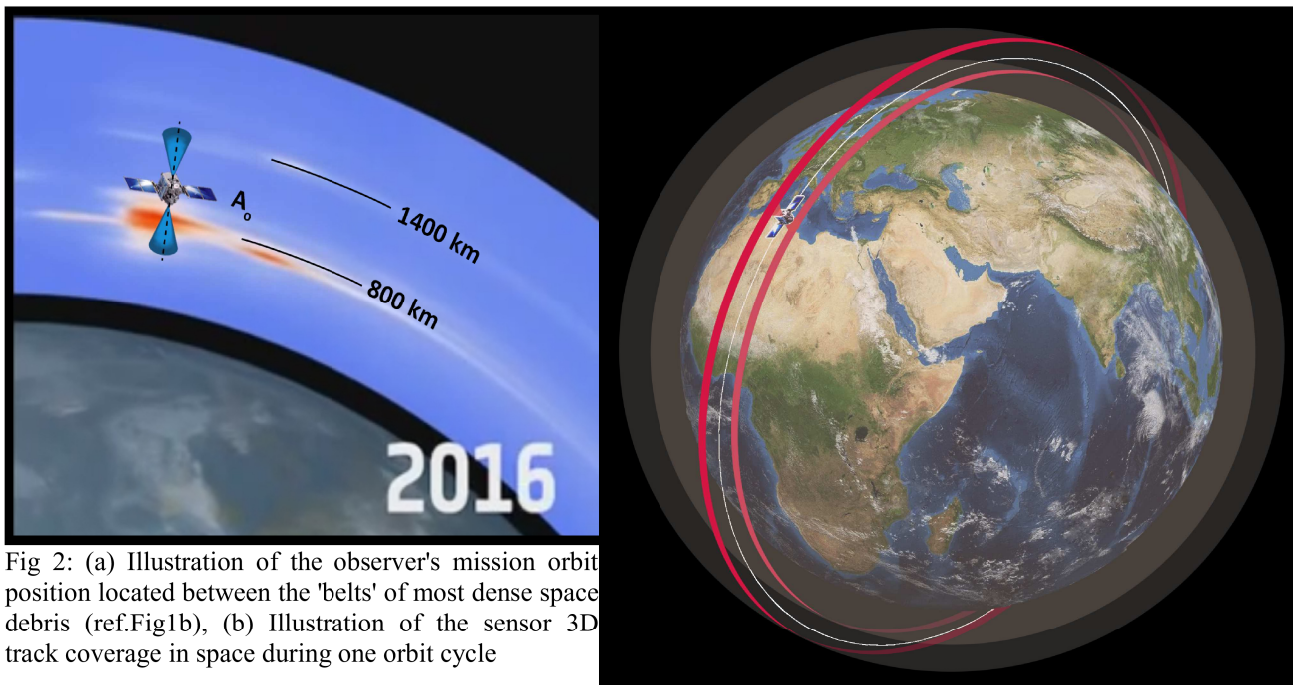 Ao
1400 km
800 km
2016
Fig 2: (a) Illustration of the observer's mission orbit
position located between the 'belts' of most dense space
debris (ref.Fig1b), (b) Illustration of the sensor 3D
track coverage in space during one orbit cycle